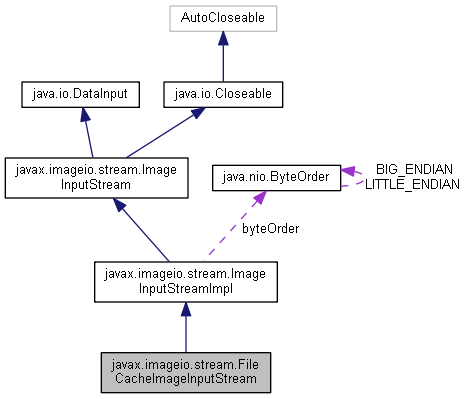 AutoCloseable
java.io.DataInput
java.io.Closeable
javax.imageio.stream.Image
InputStream
java.nio.ByteOrder
BIG_ENDIAN
LITTLE_ENDIAN
byteOrder
javax.imageio.stream.Image
InputStreamImpl
javax.imageio.stream.File
CacheImageInputStream